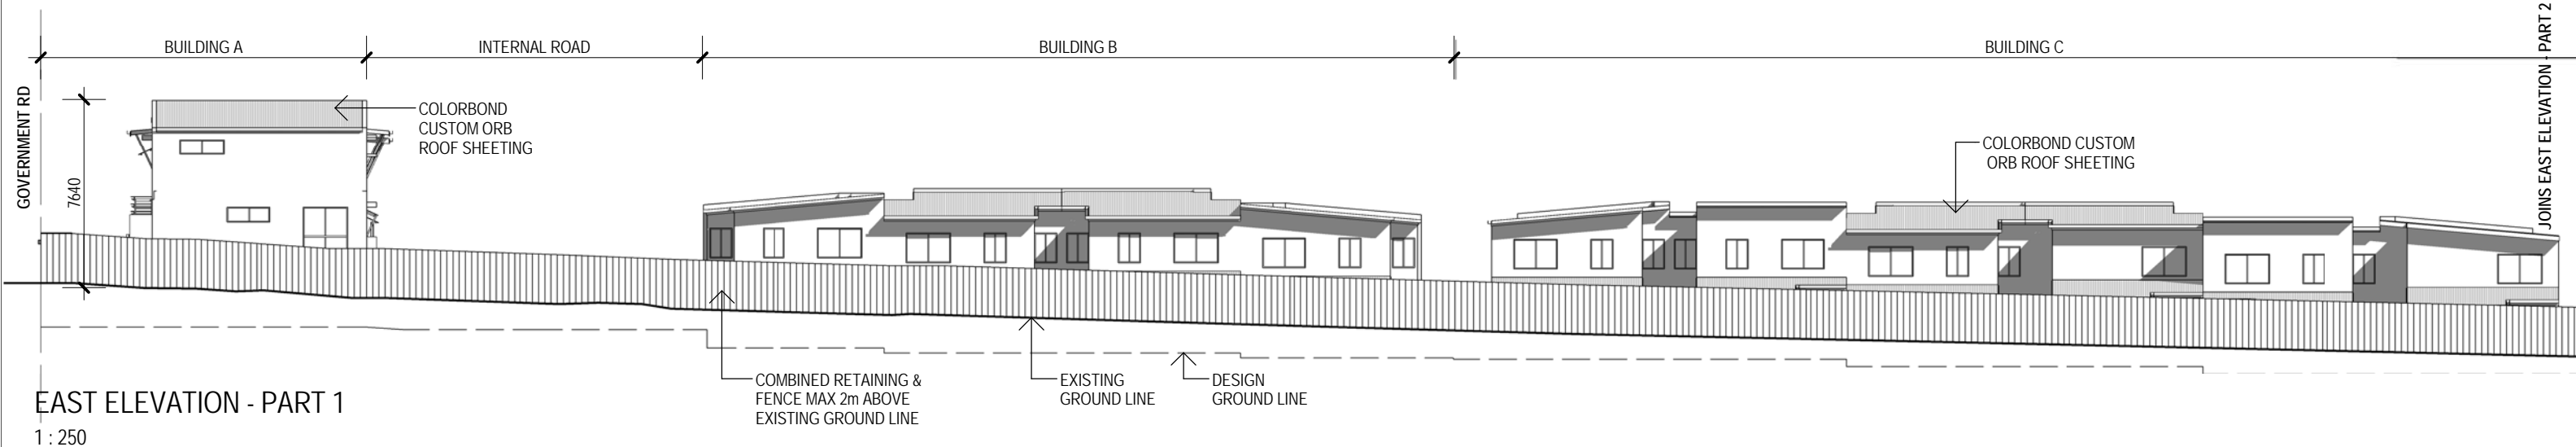 BUILDING A
INTERNAL ROAD
BUILDING B
BUILDING C
GOVERNMENT RD
7640
COLORBOND
CUSTOM ORB
ROOF SHEETING
COLORBOND CUSTOM
ORB ROOF SHEETING
JOINS EAST ELEVATION - PART 2
COMBINED RETAINING &
FENCE MAX 2m ABOVE
EXISTING GROUND LINE
EXISTING
GROUND LINE
DESIGN
GROUND LINE
EAST ELEVATION - PART 1
1 : 250